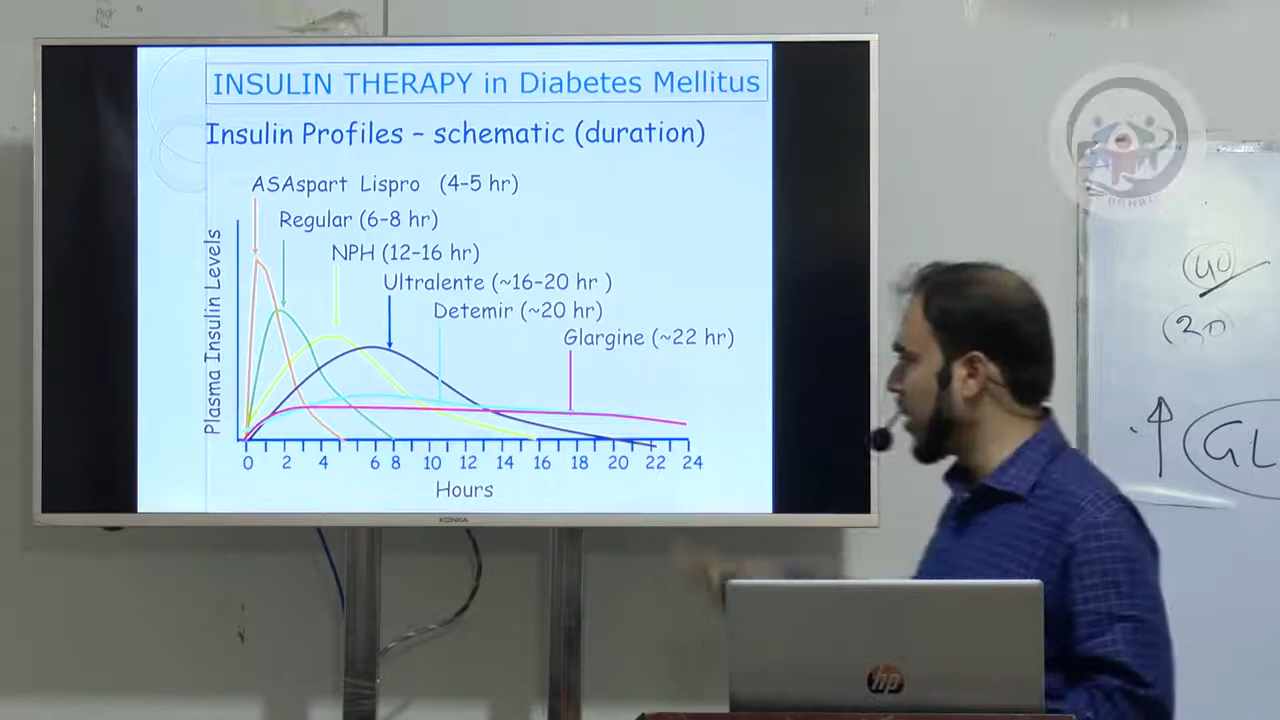 INSULIN THERAPY in Diabetes Mellitus
Insulin Profiles – schematic (duration)
ASAspart Lispro (4–5 hr)
Regular (6–8 hr)
NPH (12–16 hr)
Ultralente (~16–20 hr )
Detemir (~20 hr)
Glargine (~22 hr)
Plasma Insulin Levels
0 2 4 6 8 10 12 14 16 18 20 22 24
Hours
KONKA
hp
40
30
GL